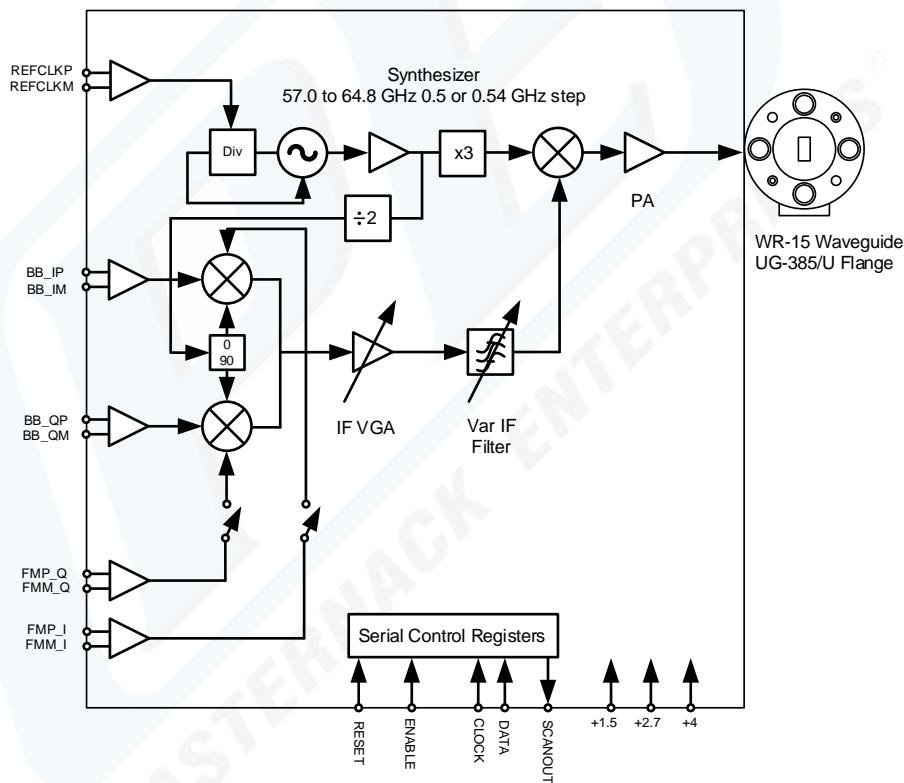 REFCLKP
REFCLKM
Synthesizer
57.0 to 64.8 GHz 0.5 or 0.54 GHz step
Div
x3
PA
÷2
WR-15 Waveguide
UG-385/U Flange
BB_IP
BB_IM
0
90
IF VGA
Var IF
Filter
BB_QP
BB_QM
FMP_Q
FMM_Q
FMP_I
FMM_I
Serial Control Registers
RESET
ENABLE
CLOCK
DATA
SCANOUT
+1.5
+2.7
+4
PASTERNACK ENTERPRISES®